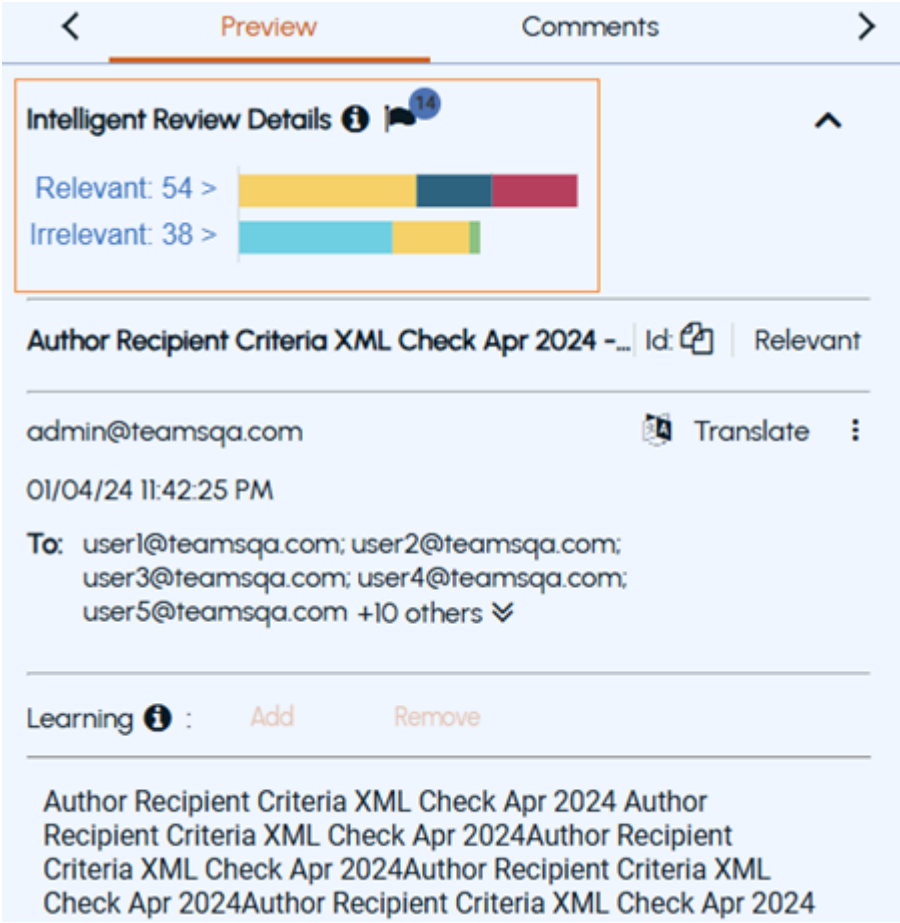 Preview Comments
Intelligent Review Details 14
Relevant: 54 >
Irrelevant: 38 >
Author Recipient Criteria XML Check Apr 2024 -... Id: Relevant
admin@teamsqa.com Translate
01/04/24 11:42:25 PM
To: user1@teamsqa.com; user2@teamsqa.com;
user3@teamsqa.com; user4@teamsqa.com;
user5@teamsqa.com +10 others
Learning : Add Remove
Author Recipient Criteria XML Check Apr 2024 Author
Recipient Criteria XML Check Apr 2024Author Recipient
Criteria XML Check Apr 2024Author Recipient Criteria XML
Check Apr 2024Author Recipient Criteria XML Check Apr 2024